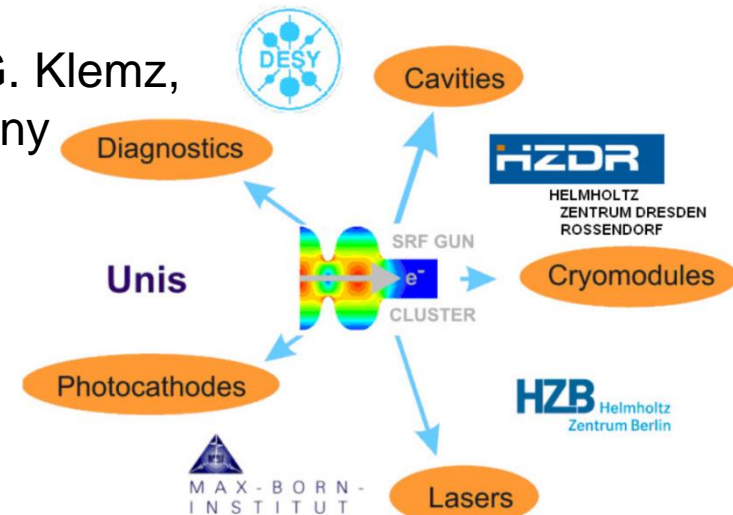 G. Klemz,
ny
DESY
Cavities
Diagnostics
HZDR
HELMHOLTZ
ZENTRUM DRESDEN
ROSSENDORF
SRF GUN
e-
CLUSTER
Unis
Cryomodules
Photocathodes
HZB Helmholtz
Zentrum Berlin
MBI
MAX-BORN-
INSTITUT
Lasers